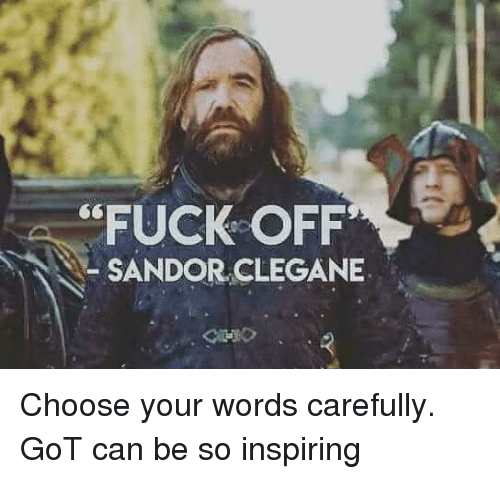 “FUCK OFF”
- SANDOR CLEGANE
Choose your words carefully.
GoT can be so inspiring